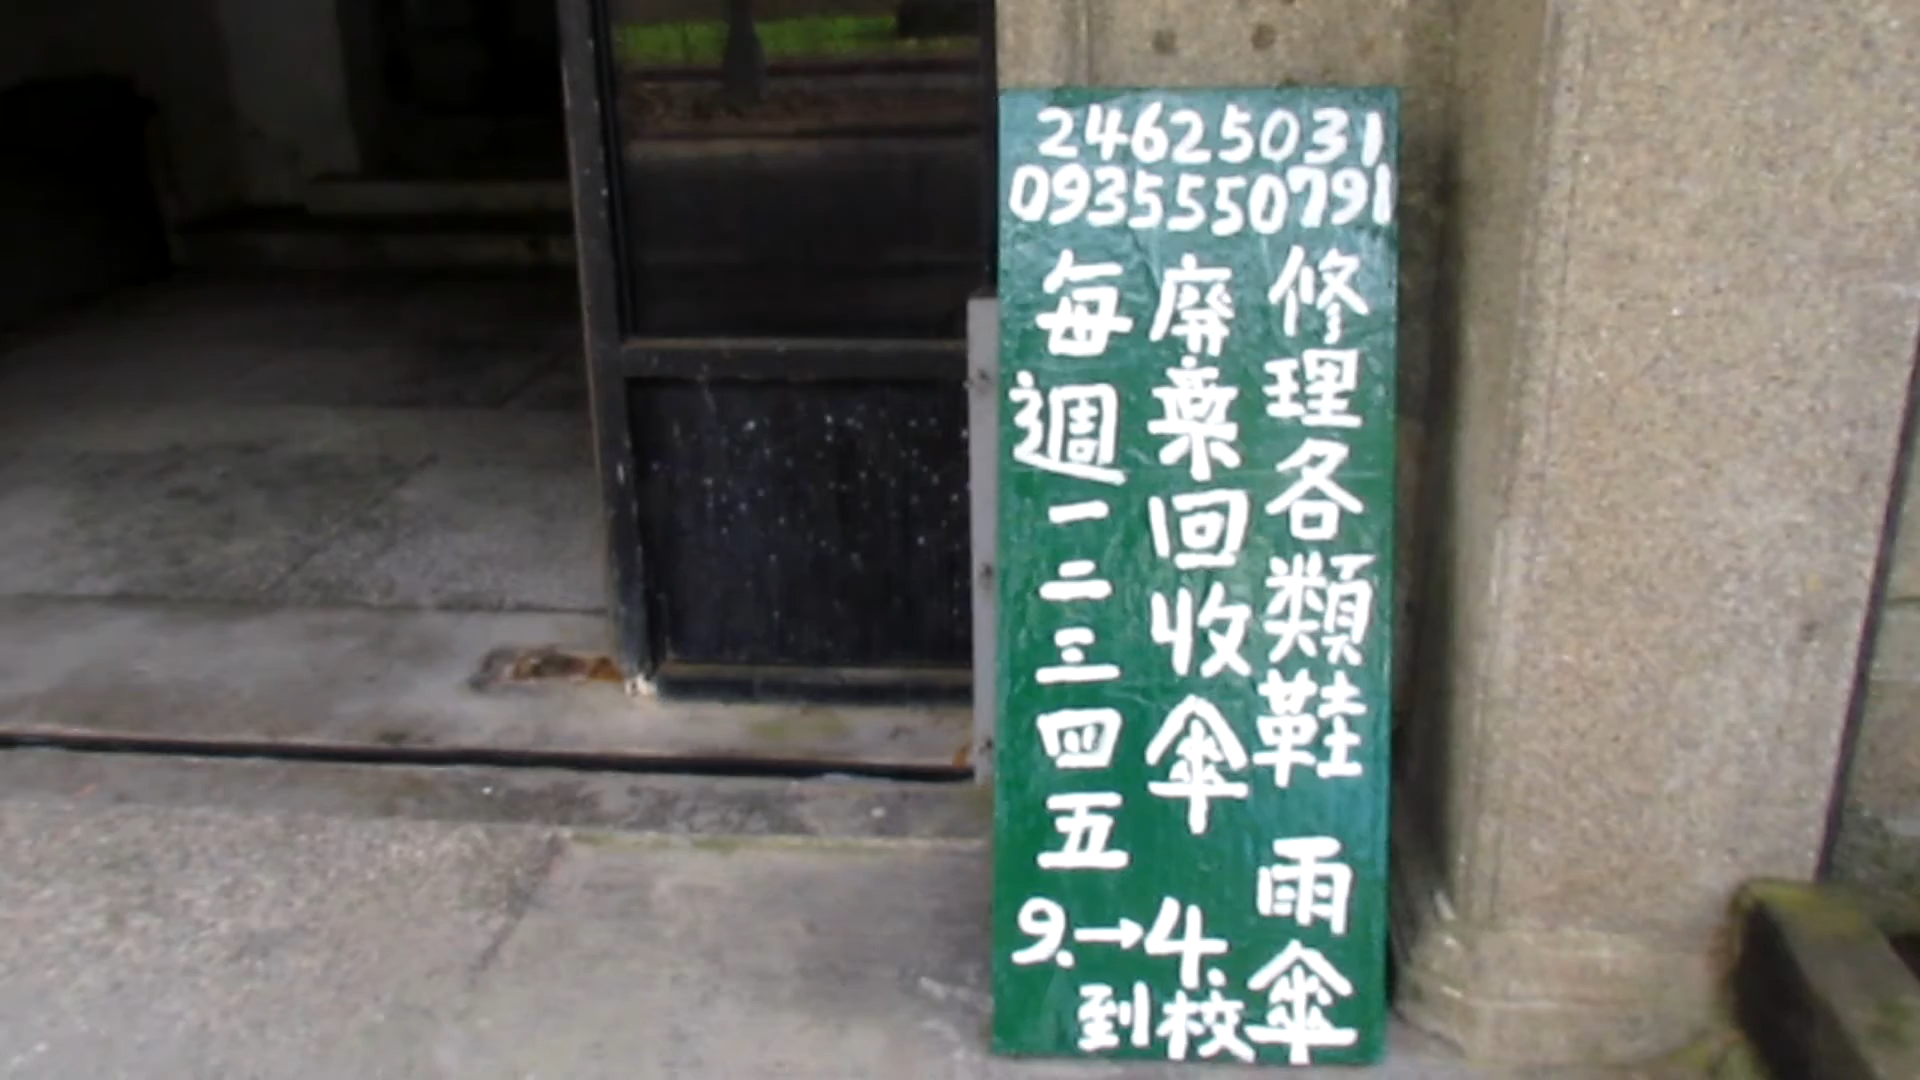 24625031
0935550791
修理各類鞋 雨傘
廢棄回收傘
每週一二三四五
9.→4.
到校